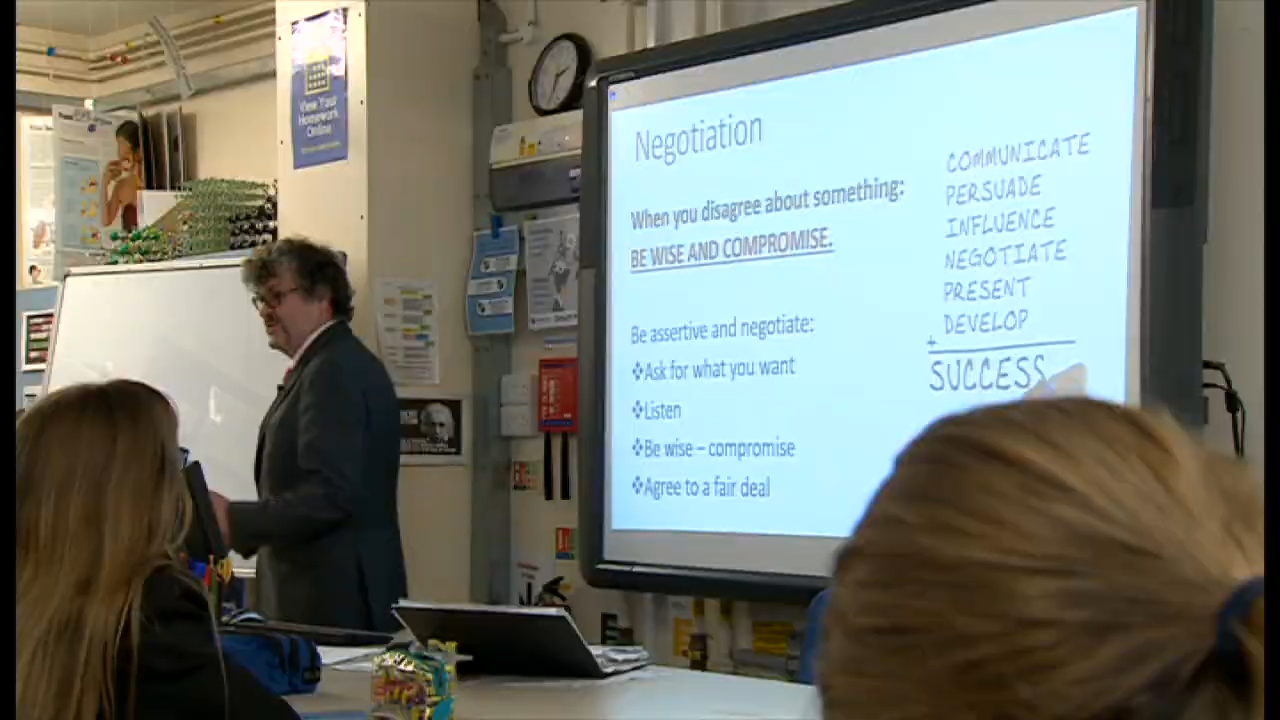 View Your
Homework
Online
Negotiation
When you disagree about something:
BE WISE AND COMPROMISE.
Be assertive and negotiate:
❖Ask for what you want
❖Listen
❖Be wise – compromise
❖Agree to a fair deal
COMMUNICATE
PERSUADE
INFLUENCE
NEGOTIATE
PRESENT
DEVELOP
+
SUCCESS